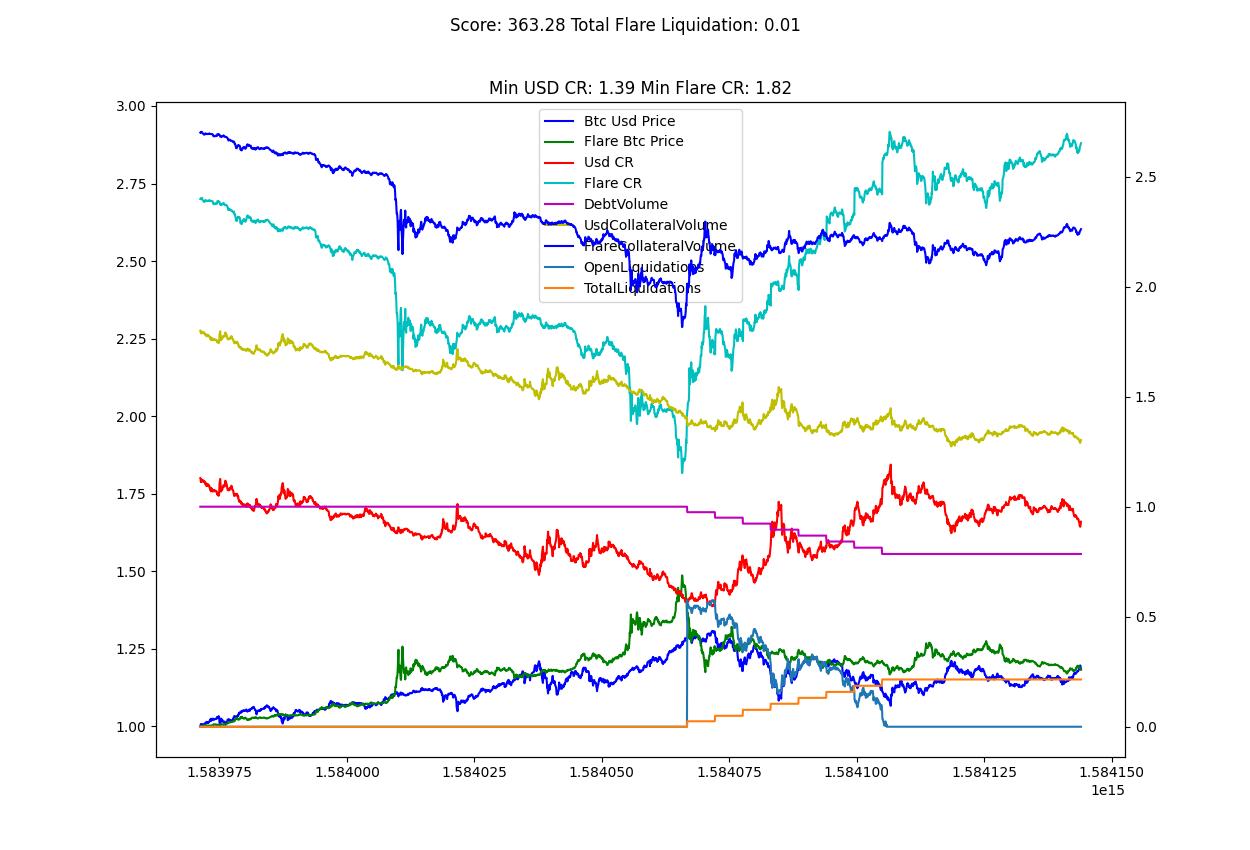 Score: 363.28 Total Flare Liquidation: 0.01
Min USD CR: 1.39 Min Flare CR: 1.82
3.00
2.75
2.50
2.25
2.00
1.75
1.50
1.25
1.00
Btc Usd Price
Flare Btc Price
Usd CR
Flare CR
DebtVolume
UsdCollateralVolume
FlareCollateralVolume
OpenLiquidations
TotalLiquidations
2.5
2.0
1.5
1.0
0.5
0.0
1.583975 1.584000 1.584025 1.584050 1.584075 1.584100 1.584125 1.584150
1e15